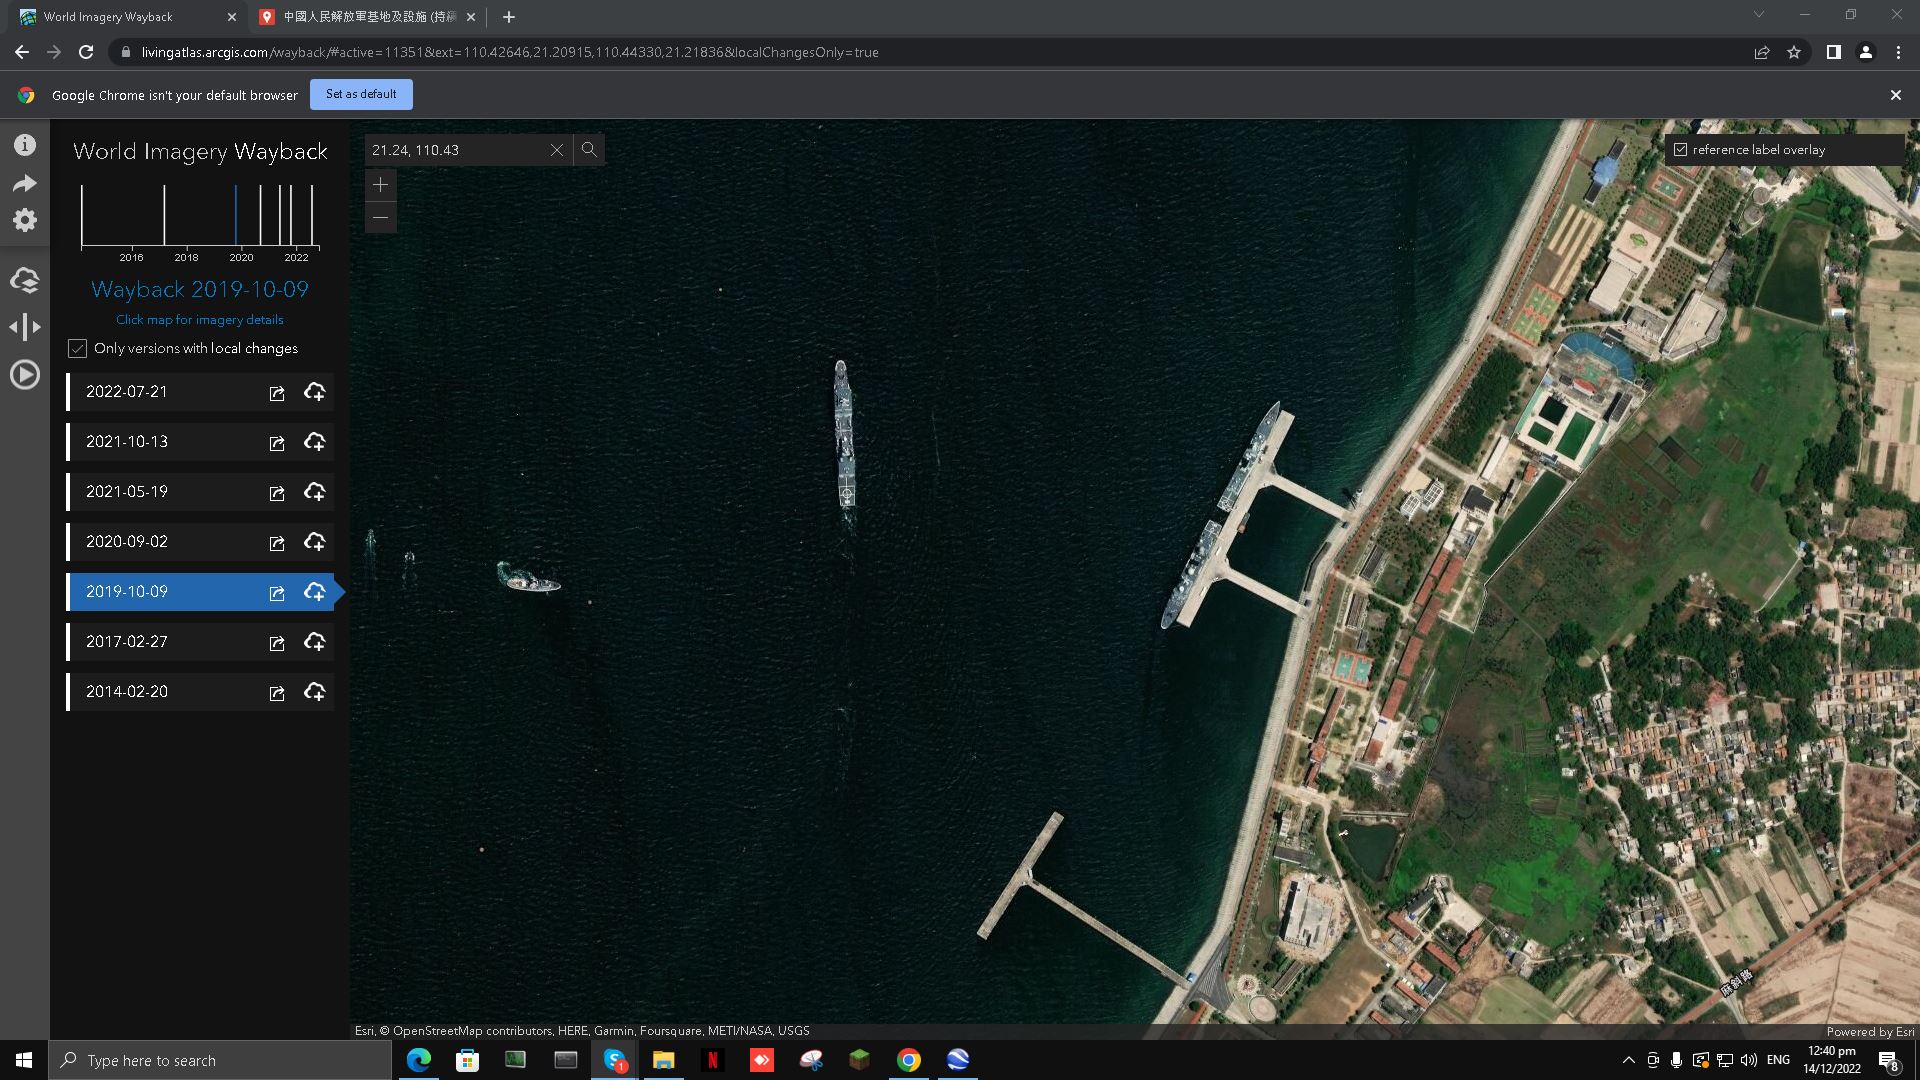 World Imagery Wayback
中國人民解放軍基地及設施 (持續
livingatlas.arcgis.com/wayback/#active=11351&ext=110.42646,21.20915,110.44330,21.21836&localChangesOnly=true
Google Chrome isn't your default browser
Set as default
World Imagery Wayback
21.24, 110.43
reference label overlay
2016
2018
2020
2022
Wayback 2019-10-09
Click map for imagery details
Only versions with local changes
2022-07-21
2021-10-13
2021-05-19
2020-09-02
2019-10-09
2017-02-27
2014-02-20
麻斜路
Esri, © OpenStreetMap contributors, HERE, Garmin, Foursquare, METI/NASA, USGS
Powered by Esri
Type here to search
S
1
N
ENG
12:40 pm
14/12/2022
8